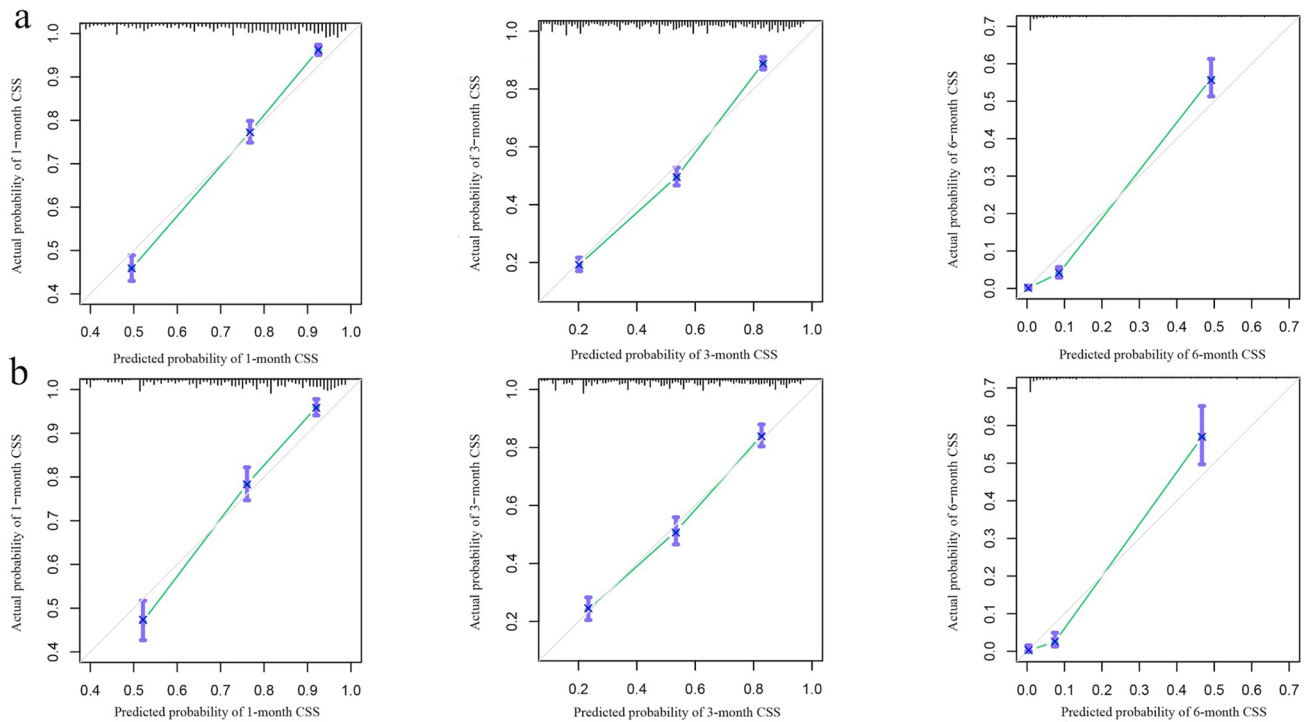 a
Actual probability of 1−month CSS
1.0
0.9
0.8
0.7
0.6
0.5
0.4
0.4 0.5 0.6 0.7 0.8 0.9 1.0
Predicted probability of 1-month CSS
Actual probability of 3−month CSS
1.0
0.8
0.6
0.4
0.2
0.2 0.4 0.6 0.8 1.0
Predicted probability of 3-month CSS
Actual probability of 6−month CSS
0.7
0.6
0.5
0.4
0.3
0.2
0.1
0.0
0.0 0.1 0.2 0.3 0.4 0.5 0.6 0.7
Predicted probability of 6-month CSS
b
Actual probability of 1−month CSS
1.0
0.9
0.8
0.7
0.6
0.5
0.4
0.4 0.5 0.6 0.7 0.8 0.9 1.0
Predicted probability of 1-month CSS
Actual probability of 3−month CSS
1.0
0.8
0.6
0.4
0.2
0.2 0.4 0.6 0.8 1.0
Predicted probability of 3-month CSS
Actual probability of 6−month CSS
0.7
0.6
0.5
0.4
0.3
0.2
0.1
0.0
0.0 0.1 0.2 0.3 0.4 0.5 0.6 0.7
Predicted probability of 6-month CSS